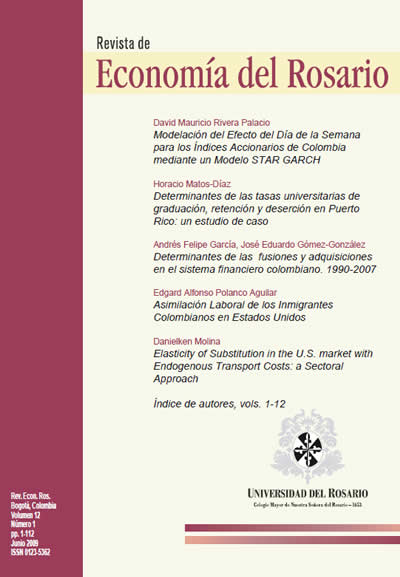 Revista de
Economía del Rosario
David Mauricio Rivera Palacio
Modelación del Efecto del Día de la Semana
para los Índices Accionarios de Colombia
mediante un Modelo STAR GARCH
Horacio Matos-Díaz
Determinantes de las tasas universitarias de
graduación, retención y deserción en Puerto
Rico: un estudio de caso
Andrés Felipe García, José Eduardo Gómez-González
Determinantes de las fusiones y adquisiciones
en el sistema financiero colombiano. 1990-2007
Edgard Alfonso Polanco Aguilar
Asimilación Laboral de los Inmigrantes
Colombianos en Estados Unidos
Danielken Molina
Elasticity of Substitution in the U.S. market with
Endogenous Transport Costs: a Sectoral
Approach
Índice de autores, vols. 1-12
UNIVERSIDAD DEL ROSARIO
Colegio Mayor de Nuestra Señora del Rosario - 1653
Rev. Econ. Ros.
Bogotá, Colombia
Volumen 12
Número 1
pp. 1-112
Junio 2009
ISSN 0123-5362